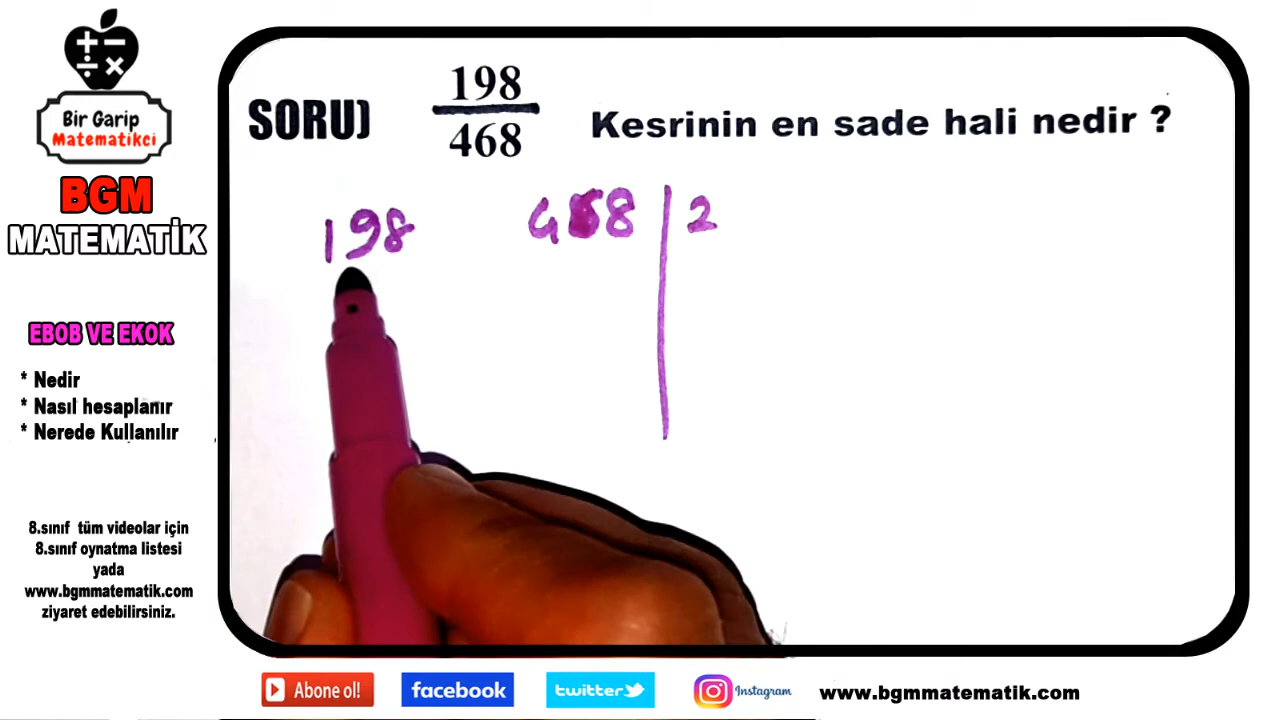 Bir Garip
Matematikci
BGM
MATEMATİK
EBOB VE EKOK
* Nedir
* Nasıl hesaplanır
* Nerede Kullanılır
8.sınıf tüm videolar için
8.sınıf oynatma listesi
yada
www.bgmmatematik.com
ziyaret edebilirsiniz.
SORU) 198/468 Kesrinin en sade hali nedir ?
198 468 | 2
Abone ol!
facebook
twitter
Instagram
www.bgmmatematik.com